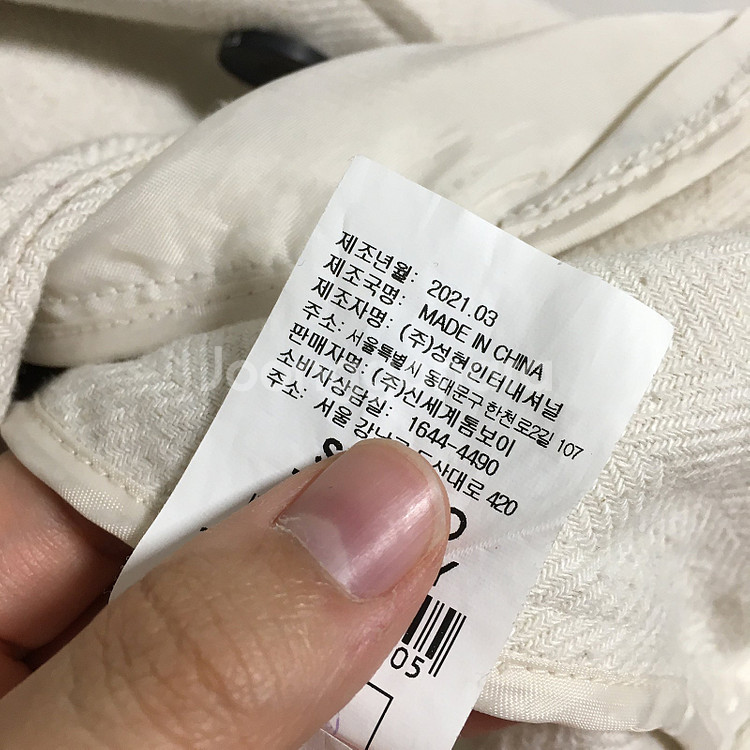 제조년월: 2021.03
제조국명: MADE IN CHINA
제조자명: (주)성현인터내셔널
주소: 서울특별시 동대문구 한천로2길 107
판매자명: (주)신세계톰보이
소비자상담실: 1644-4490
주소: 서울 강남구 도산대로 420
05